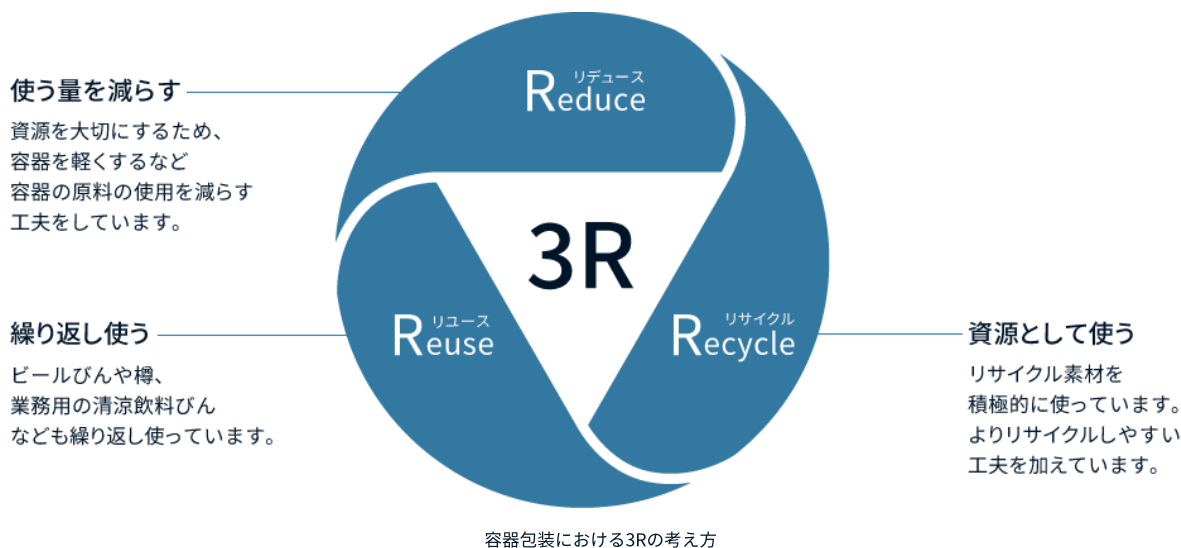 使う量を減らす
資源を大切にするため、
容器を軽くするなど
容器の原料の使用を減らす
工夫をしています。
リデュース
Reduce
3R
繰り返し使う
ビールびんや樽、
業務用の清涼飲料びん
なども繰り返し使っています。
リユース
Reuse
リサイクル
Recycle
資源として使う
リサイクル素材を
積極的に使っています。
よりリサイクルしやすい
工夫を加えています。
容器包装における3Rの考え方